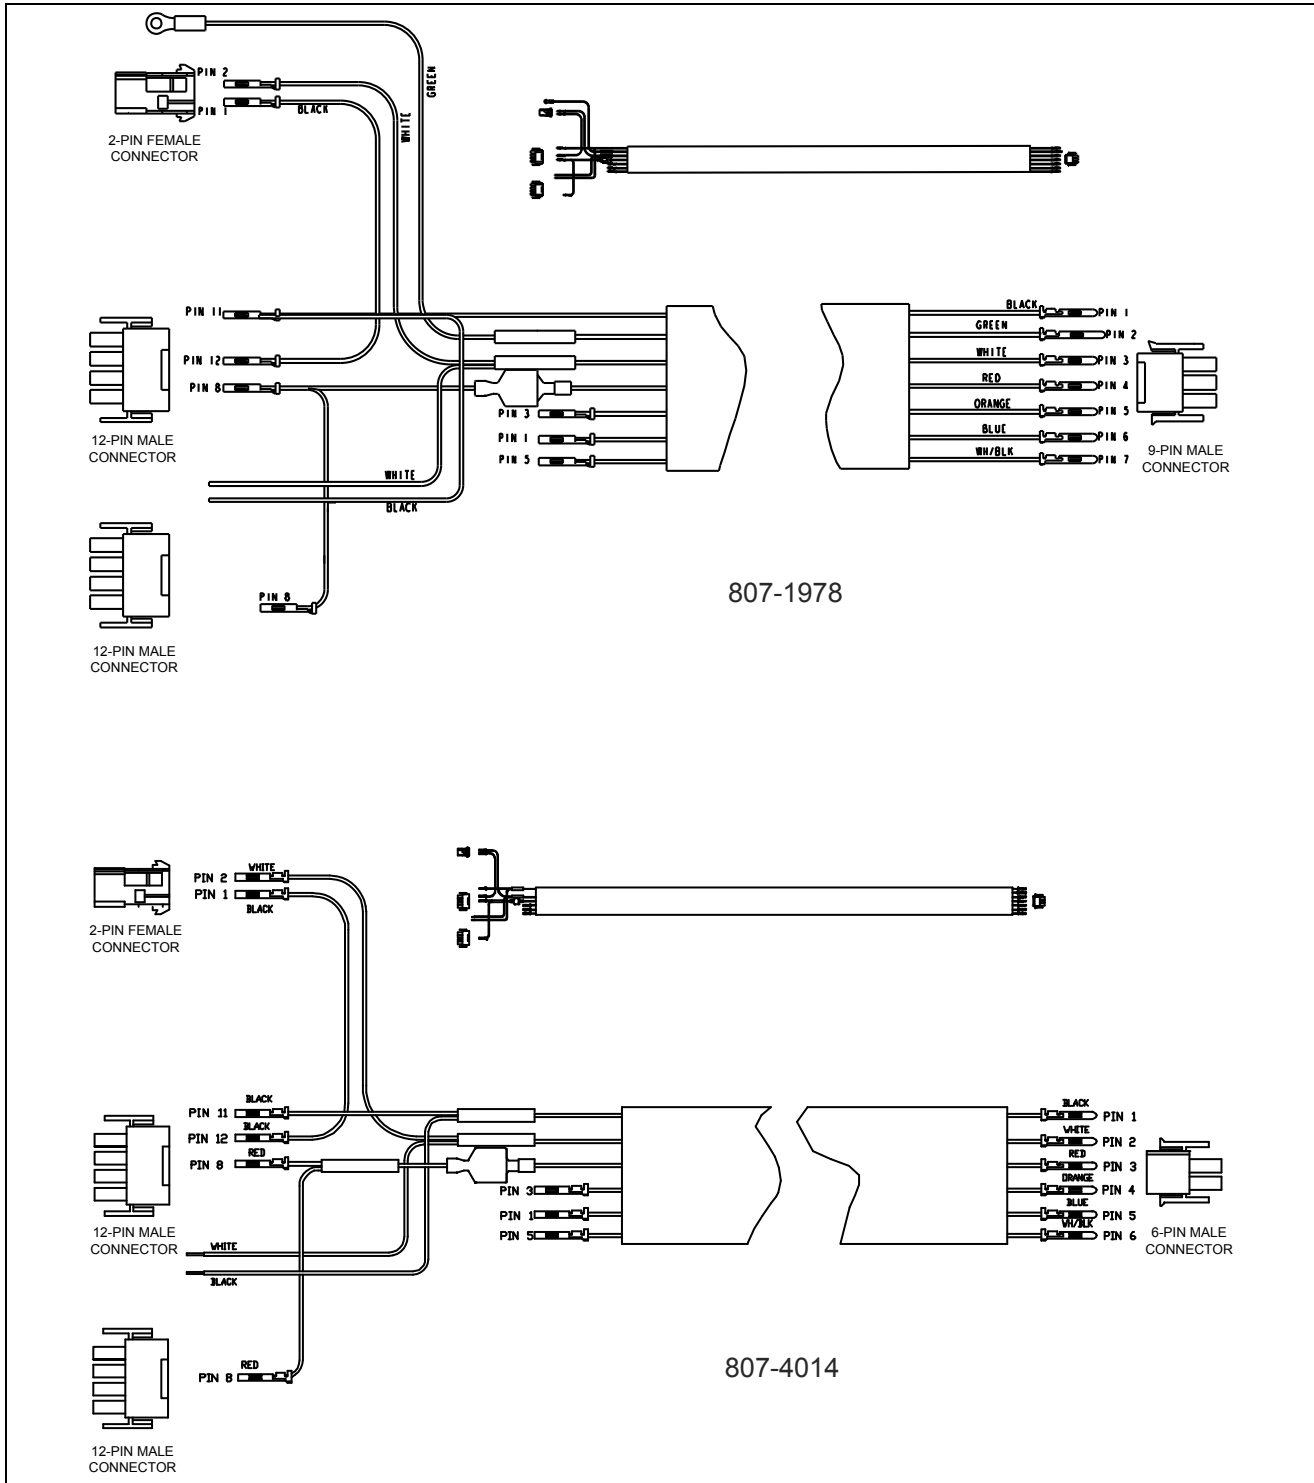 PIN 2
PIN 1
BLACK
WHITE
GREEN
2-PIN FEMALE
CONNECTOR
PIN 11
PIN 12
PIN 8
12-PIN MALE
CONNECTOR
PIN 3
PIN 1
PIN 5
WHITE
BLACK
PIN 8
12-PIN MALE
CONNECTOR
BLACK PIN 1
GREEN PIN 2
WHITE PIN 3
RED PIN 4
ORANGE PIN 5
BLUE PIN 6
WH/BLK PIN 7
9-PIN MALE
CONNECTOR
807-1978
PIN 2 WHITE
PIN 1 BLACK
2-PIN FEMALE
CONNECTOR
PIN 11 BLACK
PIN 12 BLACK
PIN 8 RED
12-PIN MALE
CONNECTOR
PIN 3
PIN 1
PIN 5
WHITE
BLACK
PIN 8 RED
12-PIN MALE
CONNECTOR
BLACK PIN 1
WHITE PIN 2
RED PIN 3
ORANGE PIN 4
BLUE PIN 5
WH/BLK PIN 6
6-PIN MALE
CONNECTOR
807-4014